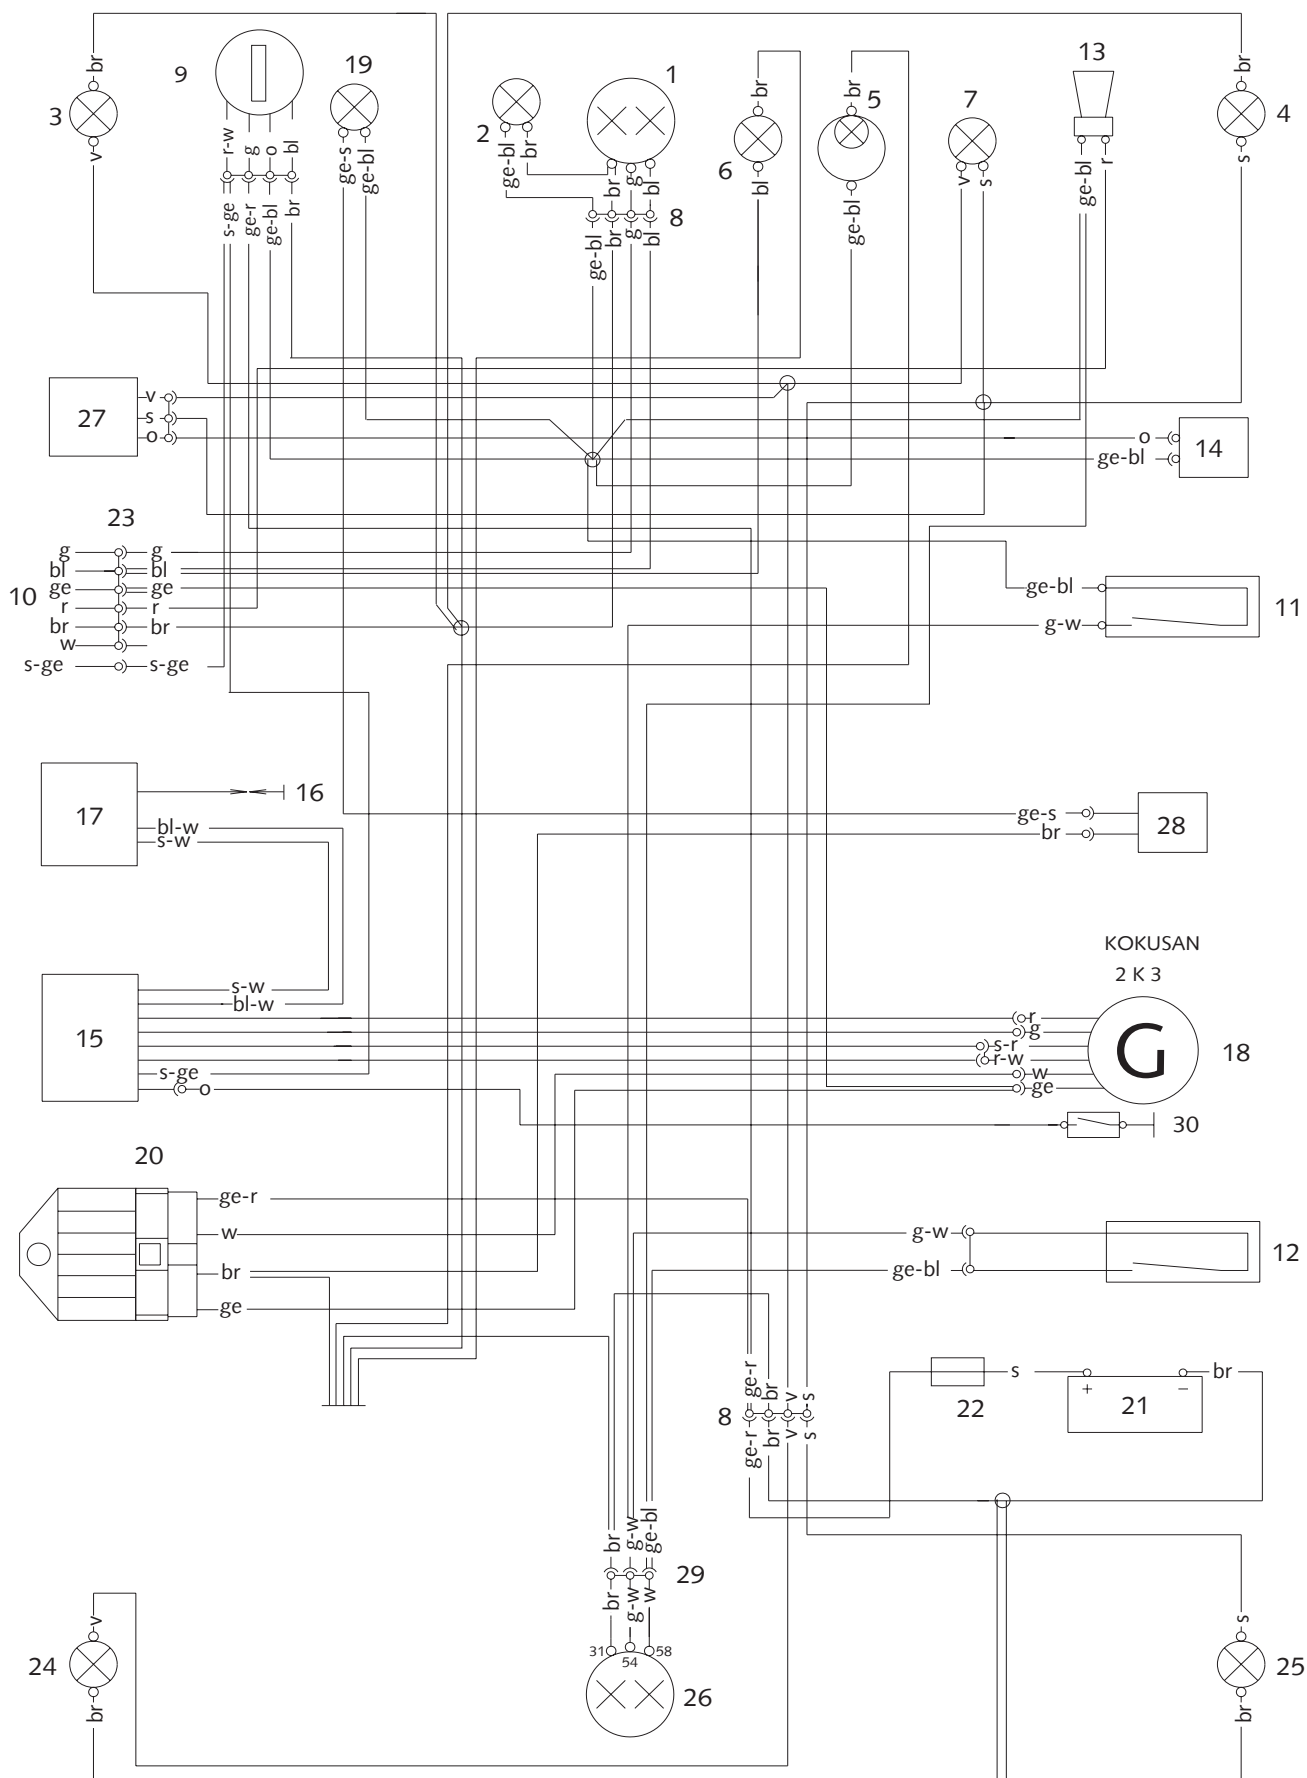 br
br
13
1
19
9
br
br
5
7
4
3
2
6
v
s
r-w
g
o
bl
ge-s
ge-bl
ge-bl
br
br
g
bl
bl
v
s
ge-bl
r
s-ge
ge-r
ge-bl
br
8
ge-bl
br
g
bl
ge-bl
27
v
s
o
o
14
ge-bl
23
g
g
bl
bl
10
ge
ge
r
r
br
br
w
s-ge
s-ge
ge-bl
11
g-w
17
16
bl-w
s-w
ge-s
28
br
KOKUSAN
2 K 3
15
s-w
bl-w
r
g
s-r
r-w
w
ge
G
18
s-ge
o
30
20
ge-r
w
br
ge
g-w
12
ge-bl
ge-r
br
v
s
8
s
br
22
+
–
21
ge-r
br
v
s
br
g-w
ge-bl
29
br
g-w
w
v
s
31
54
58
24
26
25
br
br